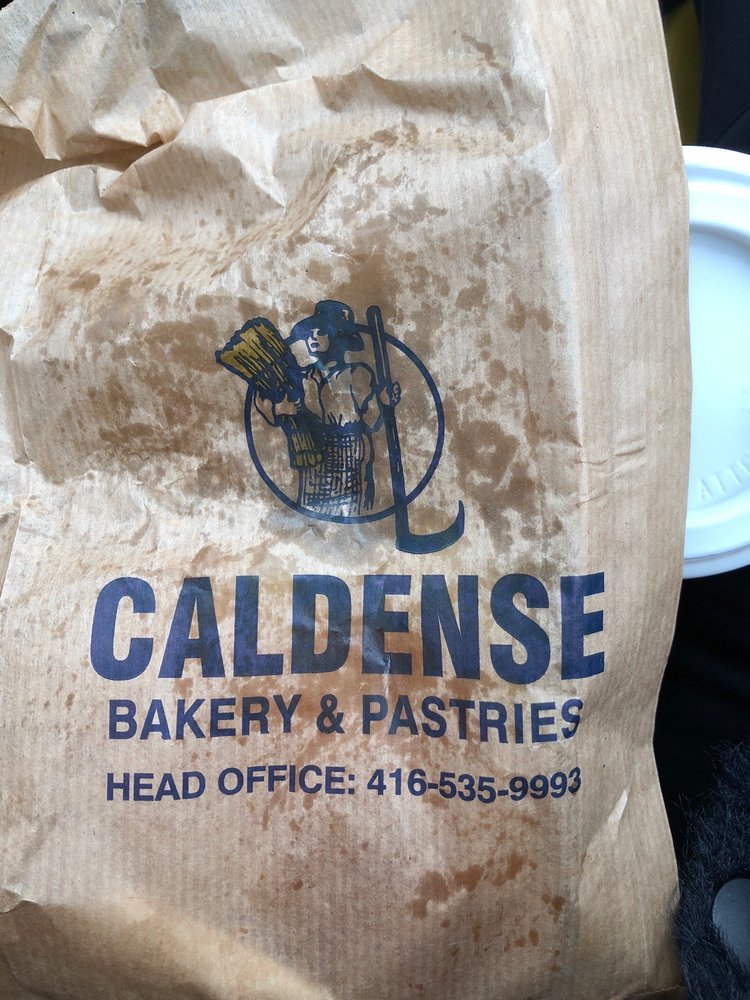 CALDENSE
BAKERY & PASTRIES
HEAD OFFICE: 416-535-9993